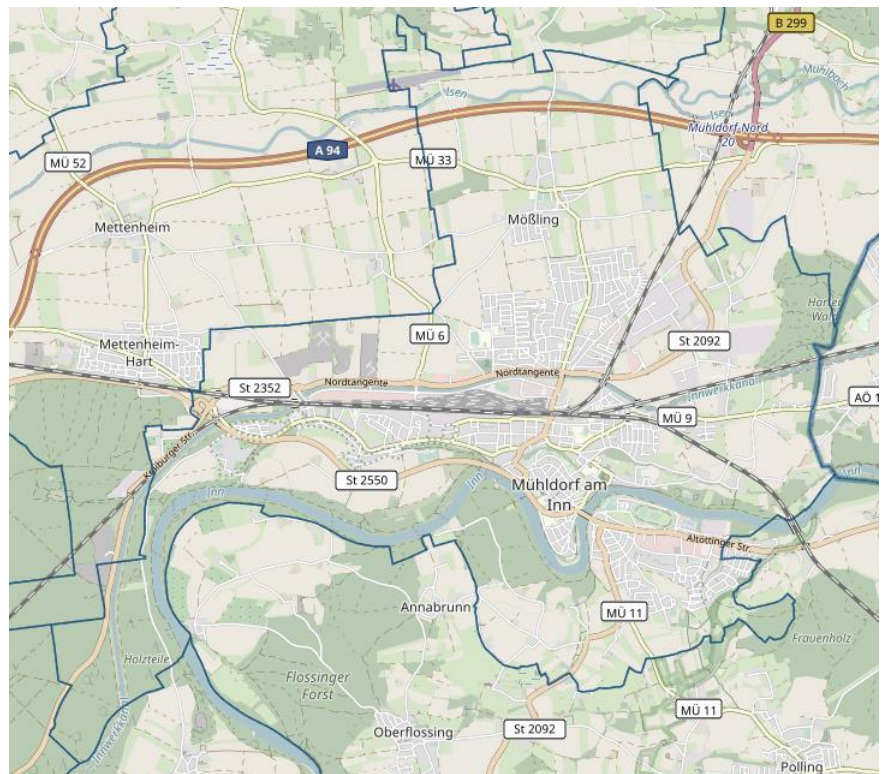 B 299
Mühlbach
Isen
Isen
Mühldorf-Nord
20
A 94
MÜ 33
MÜ 52
Mößling
Mettenheim
Harter
Wald
MÜ 6
St 2092
Mettenheim-
Hart
Nordtangente
Nordtangente
St 2352
Innwerkkanal
AÖ 1
MÜ 9
Kraiburger Str.
St 2550
Inn
Inn
Inn
Mühldorf am
Inn
Altöttinger Str.
Annabrunn
MÜ 11
Frauenholz
Holzteile
Flossinger
Forst
MÜ 11
St 2092
Oberflossing
Innwerkkanal
Polling